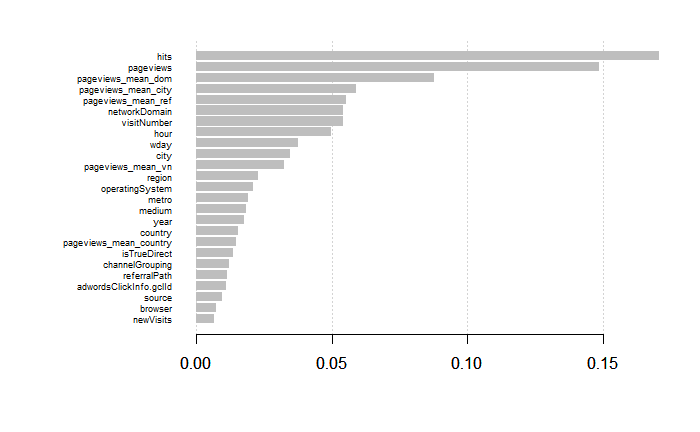 hits
pageviews
pageviews_mean_dom
pageviews_mean_city
pageviews_mean_ref
networkDomain
visitNumber
hour
wday
city
pageviews_mean_vn
region
operatingSystem
metro
medium
year
country
pageviews_mean_country
isTrueDirect
channelGrouping
referralPath
adwordsClickInfo.gclId
source
browser
newVisits
0.00 0.05 0.10 0.15